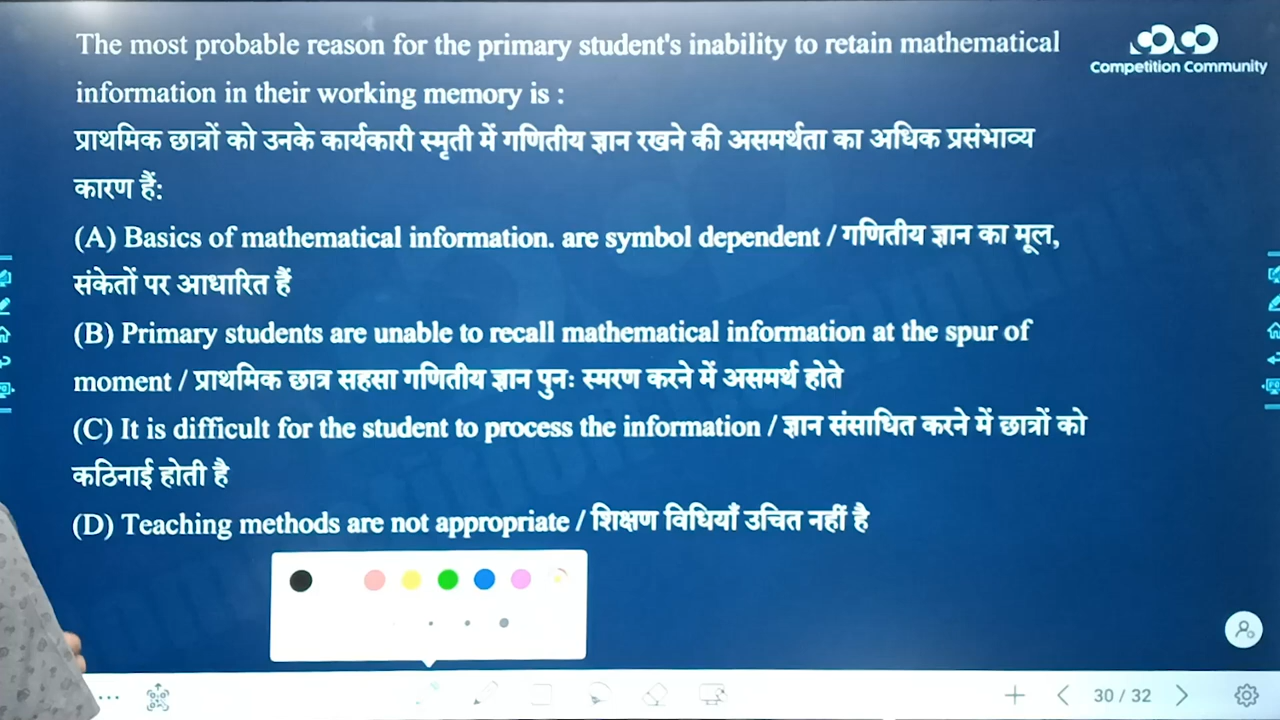 The most probable reason for the primary student's inability to retain mathematical
Competition Community
information in their working memory is :
प्राथमिक छात्रों को उनके कार्यकारी स्मृती में गणितीय ज्ञान रखने की असमर्थता का अधिक प्रसंभाव्य
कारण हैं:
(A) Basics of mathematical information. are symbol dependent / गणितीय ज्ञान का मूल,
संकेतों पर आधारित हैं
(B) Primary students are unable to recall mathematical information at the spur of
moment / प्राथमिक छात्र सहसा गणितीय ज्ञान पुनः स्मरण करने में असमर्थ होते
(C) It is difficult for the student to process the information / ज्ञान संसाधित करने में छात्रों को
कठिनाई होती है
(D) Teaching methods are not appropriate / शिक्षण विधियाँ उचित नहीं है
30 / 32